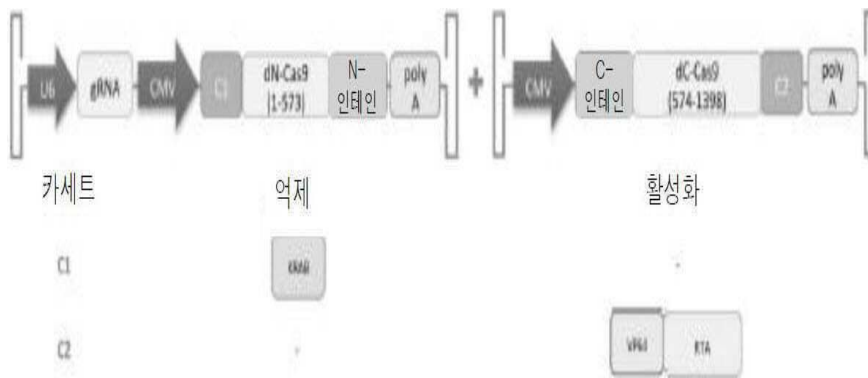 U6 gRNA CMV C1 dN-Cas9 (1-573) N-인테인 poly A + CMV C-인테인 dC-Cas9 (574-1398) C2 poly A
카세트 억제 활성화
C1 KRAB -
C2 - VP64 RTA